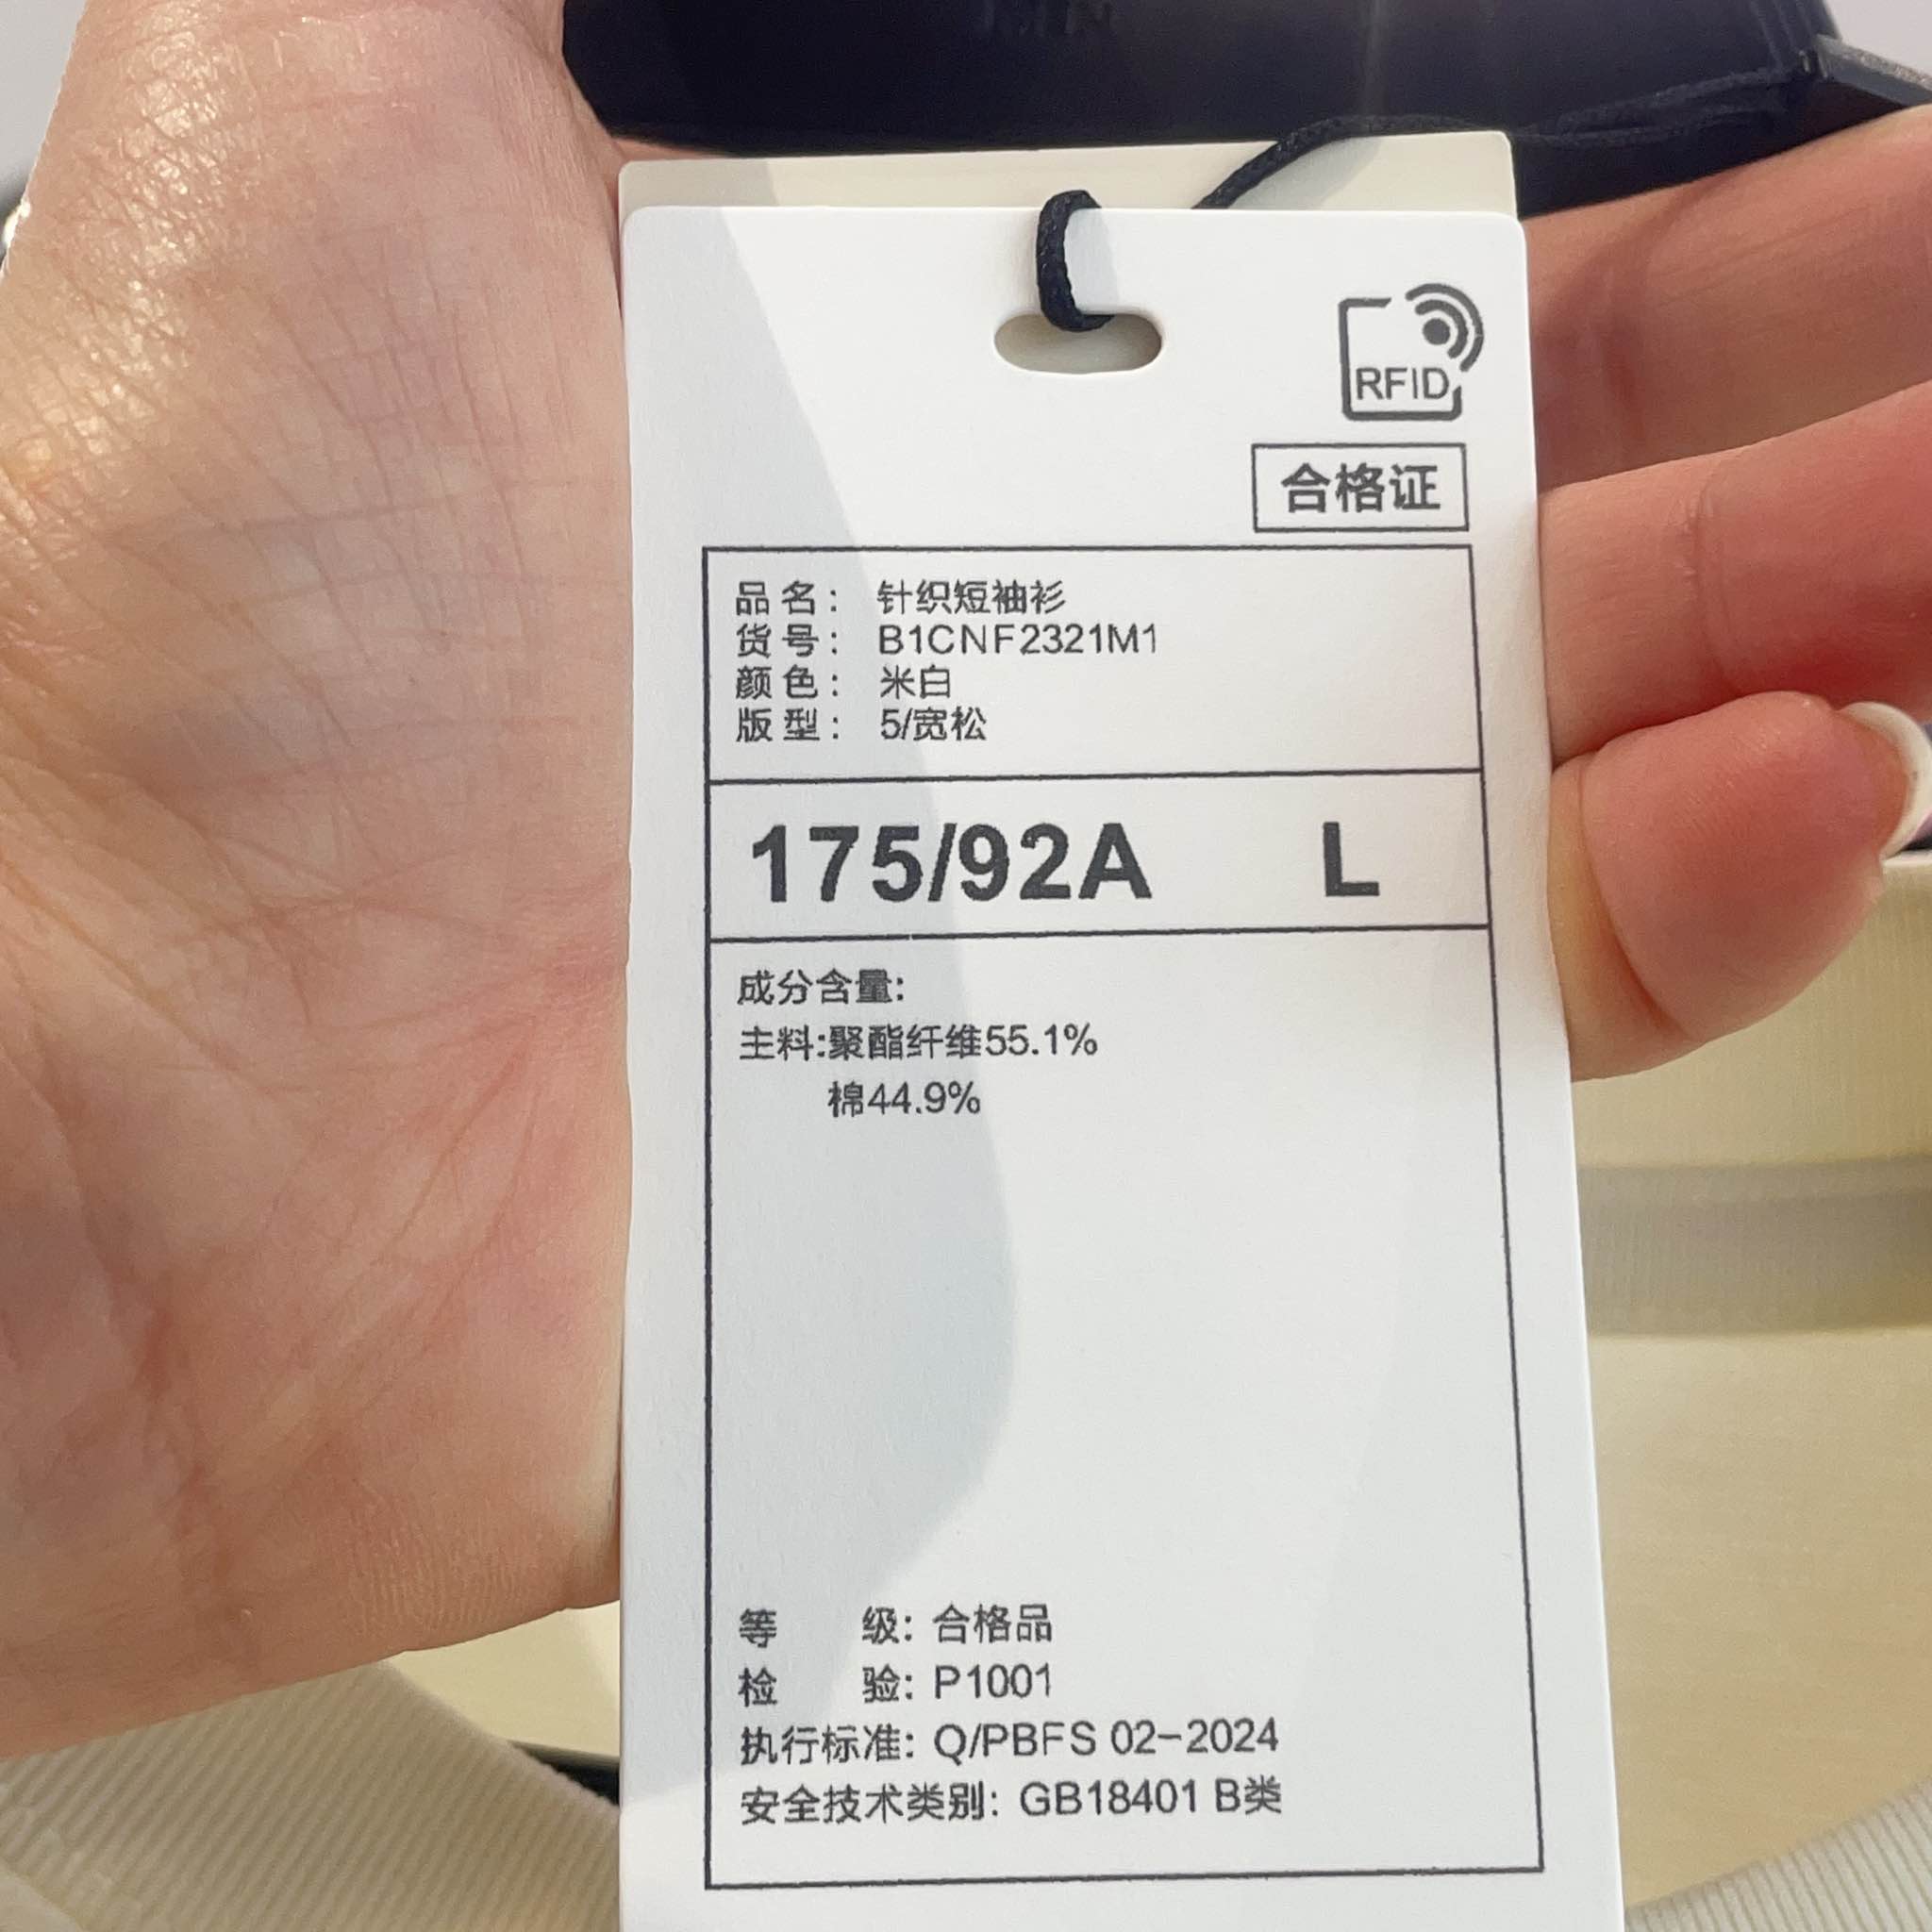 RFID
合格证
品名： 针织短袖衫
货号： B1CNF2321M1
颜色： 米白
版型： 5/宽松
175/92A L
成分含量:
主料:聚酯纤维55.1%
棉44.9%
等 级: 合格品
检 验: P1001
执行标准: Q/PBFS 02-2024
安全技术类别: GB18401 B类